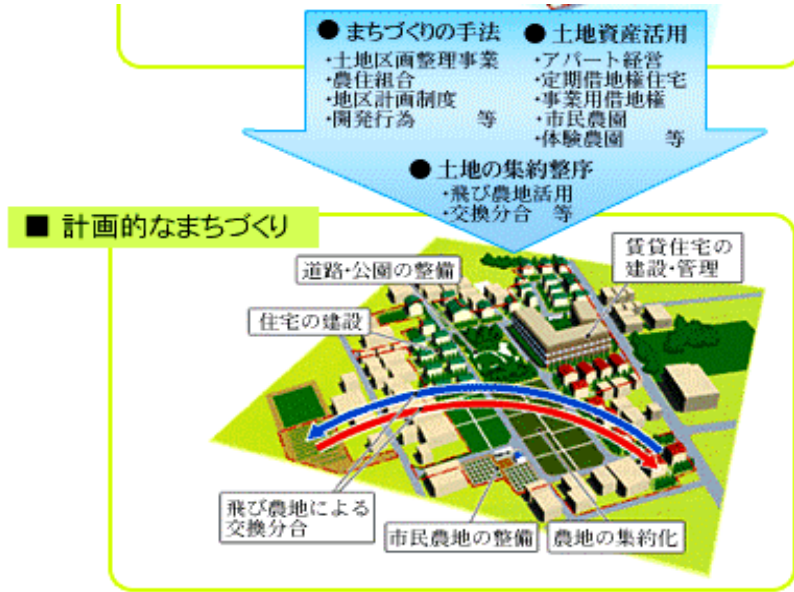 ● まちづくりの手法
・土地区画整理事業
・農住組合
・地区計画制度
・開発行為 等
● 土地資産活用
・アパート経営
・定期借地権住宅
・事業用借地権
・市民農園
・体験農園 等
● 土地の集約整序
・飛び農地活用
・交換分合 等
■ 計画的なまちづくり
道路・公園の整備
賃貸住宅の
建設・管理
住宅の建設
飛び農地による
交換分合
市民農地の整備
農地の集約化